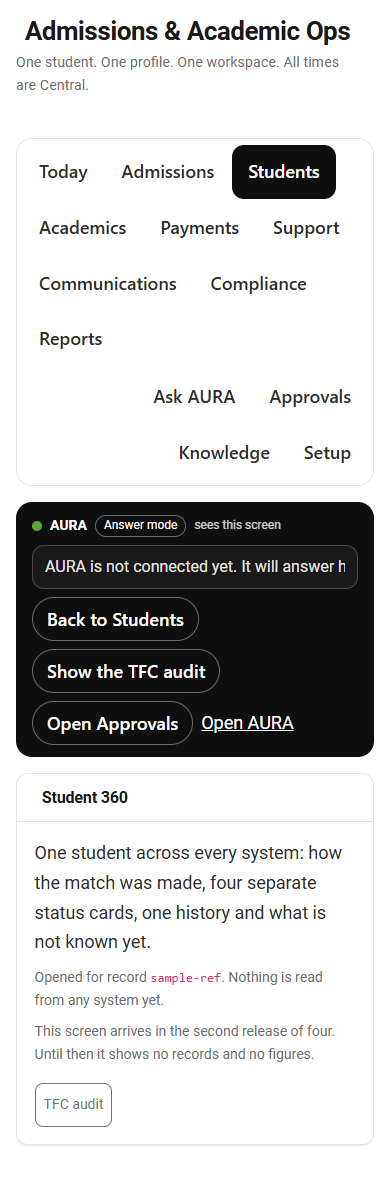 Admissions & Academic Ops
One student. One profile. One workspace. All times
are Central.
Today Admissions Students
Academics Payments Support
Communications Compliance
Reports
Ask AURA Approvals
Knowledge Setup
AURA Answer mode sees this screen
AURA is not connected yet. It will answer h
Back to Students
Show the TFC audit
Open Approvals Open AURA
Student 360
One student across every system: how
the match was made, four separate
status cards, one history and what is
not known yet.
Opened for record sample-ref. Nothing is read
from any system yet.
This screen arrives in the second release of four.
Until then it shows no records and no figures.
TFC audit